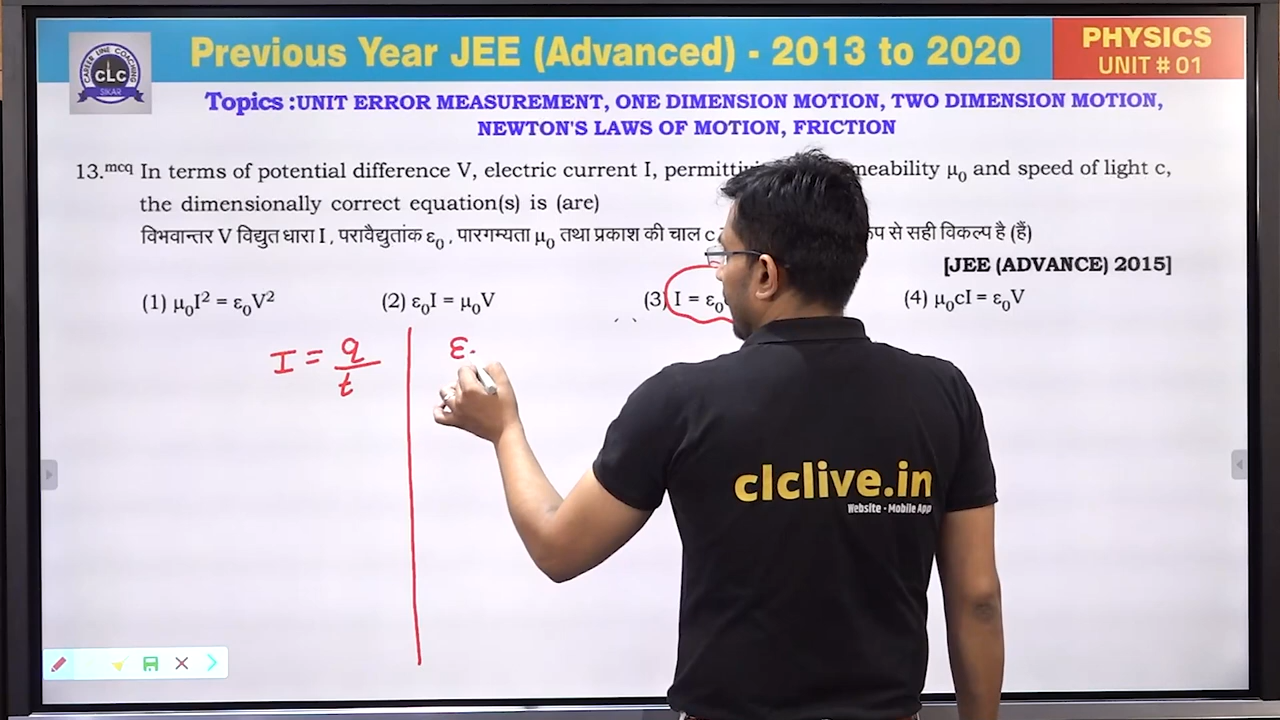 Previous Year JEE (Advanced) - 2013 to 2020
PHYSICS
UNIT # 01
CAREER LINE COACHING
CLC
SIKAR
Topics :UNIT ERROR MEASUREMENT, ONE DIMENSION MOTION, TWO DIMENSION MOTION,
NEWTON'S LAWS OF MOTION, FRICTION
13.mcq In terms of potential difference V, electric current I, μ₀ and speed of light c,
the dimensionally correct equation(s) is (are)
विभवान्तर V विद्युत धारा I , परावैद्युतांक ε₀ , पारगम्यता μ₀ तथा प्रकाश की चाल c से सही विकल्प है (हैं)
[JEE (ADVANCE) 2015]
(1) μ₀I² = ε₀V² (2) ε₀I = μ₀V (3) I = ε₀ (4) μ₀cI = ε₀V
I = q/t
ε
clclive.in
Website - Mobile App